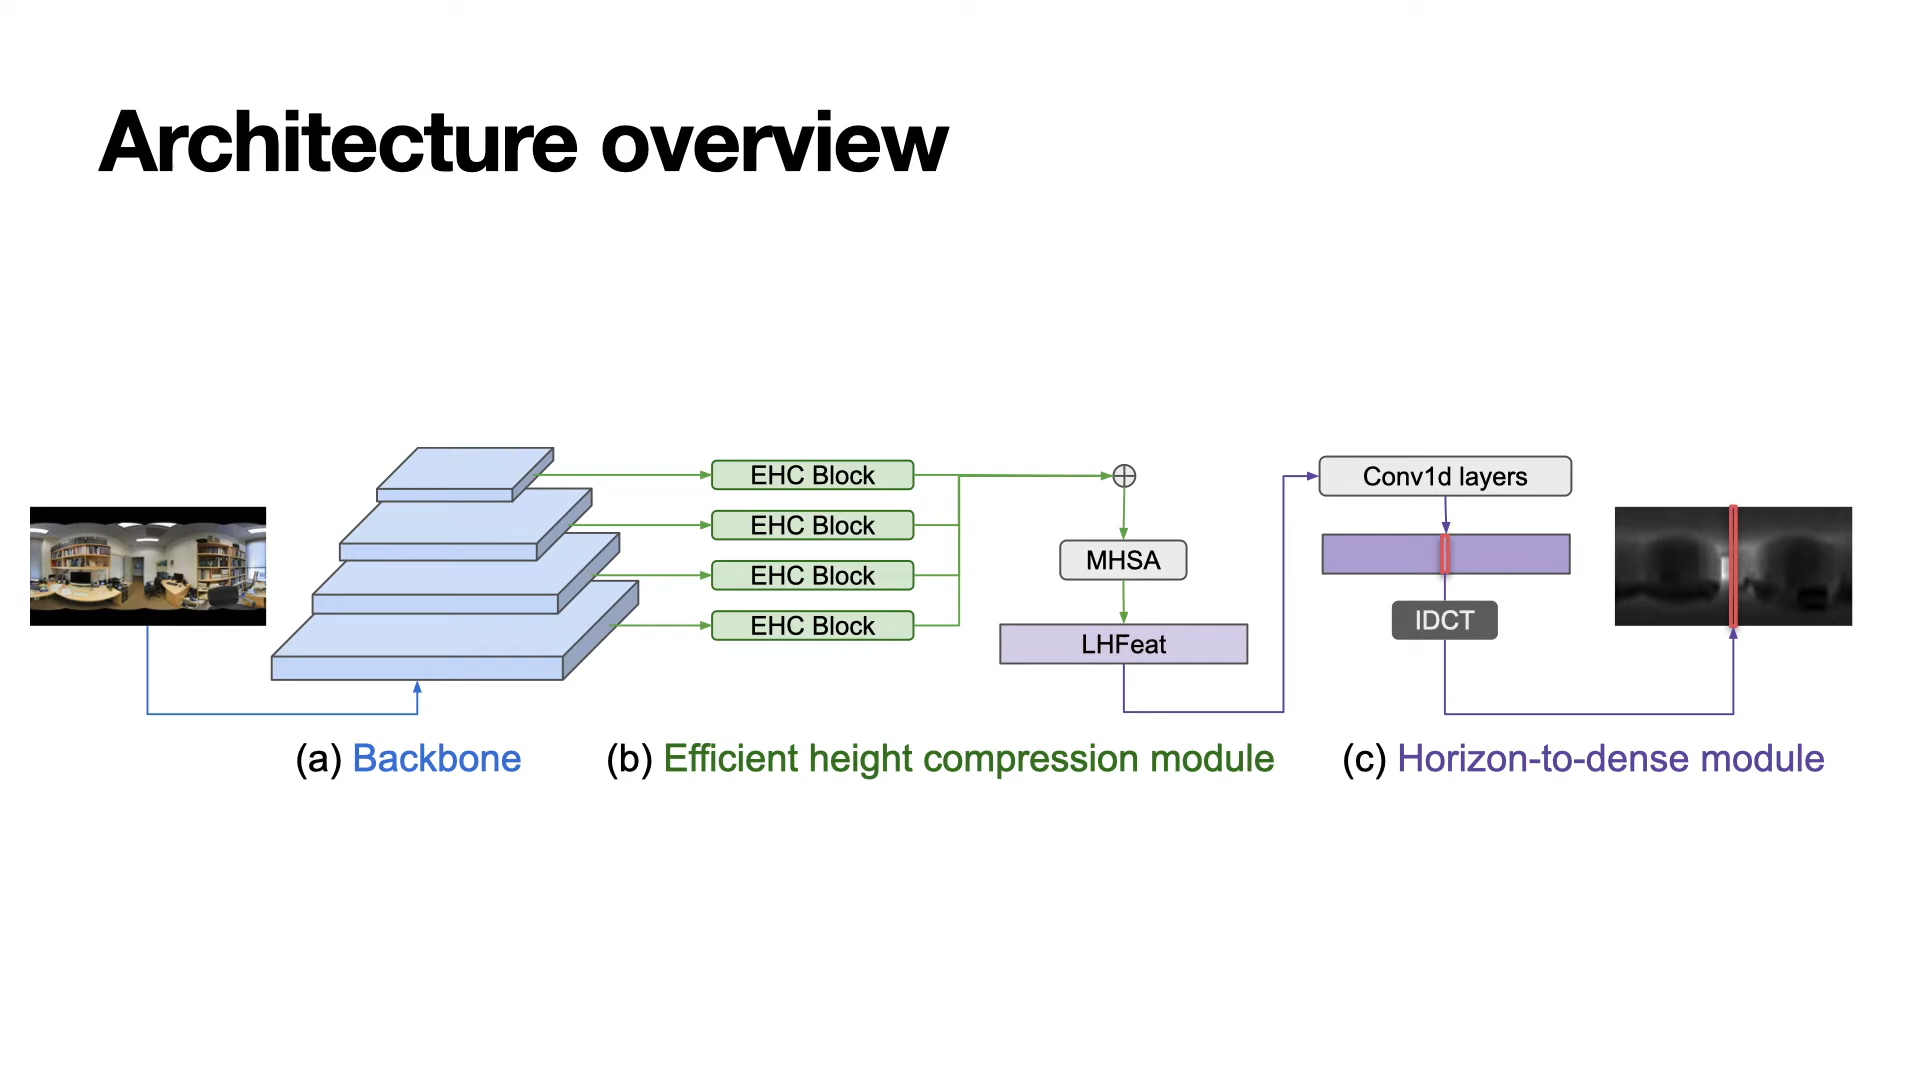 Architecture overview
EHC Block
EHC Block
EHC Block
EHC Block
MHSA
LHFeat
Conv1d layers
IDCT
(a) Backbone
(b) Efficient height compression module
(c) Horizon-to-dense module